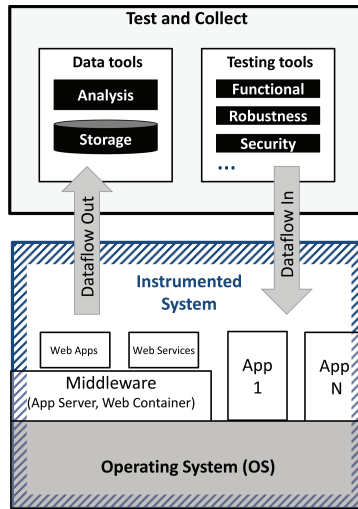 Test and Collect
Data tools
Analysis
Storage
Testing tools
Functional
Robustness
Security
...
Dataflow Out
Dataflow In
Instrumented
System
Web Apps
Web Services
Middleware
(App Server, Web Container)
App
1
App
N
Operating System (OS)